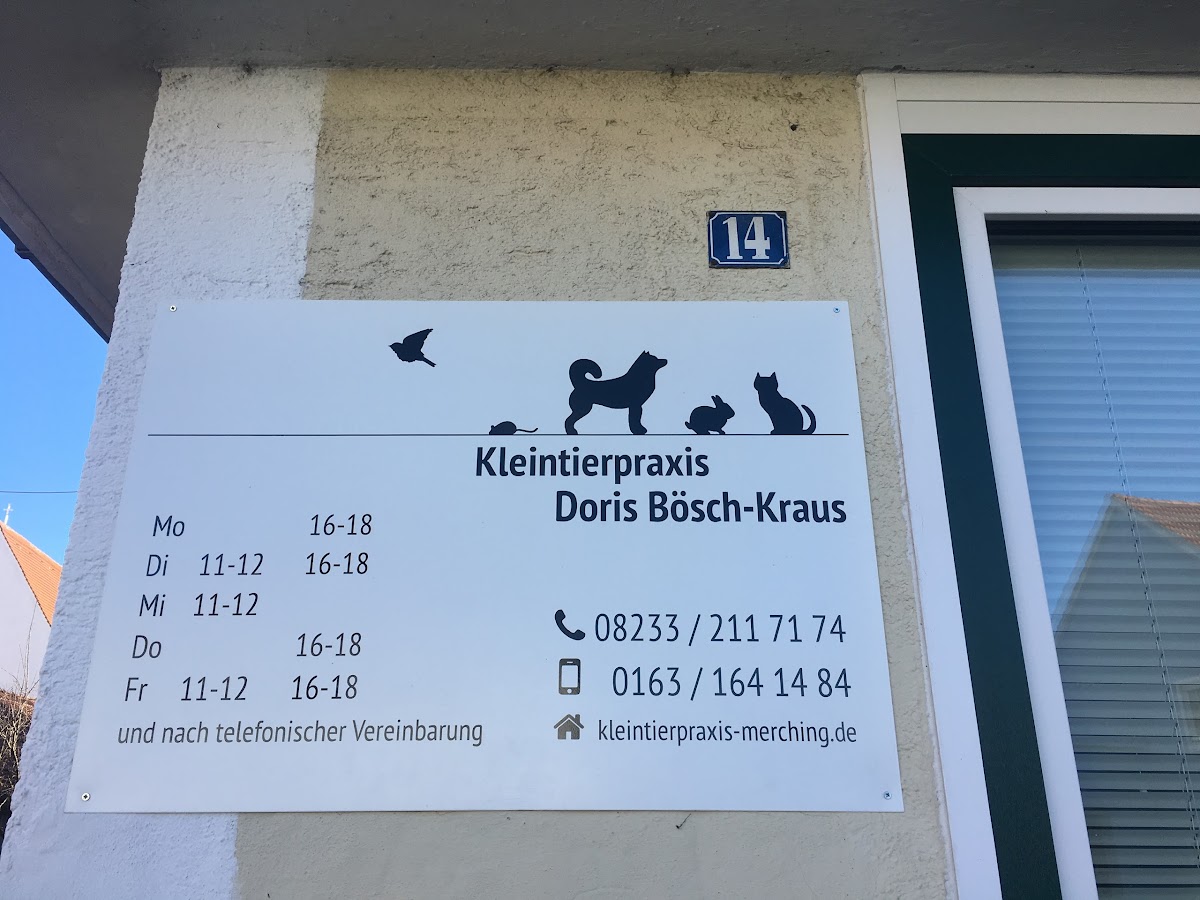 14
Kleintierpraxis
Doris Bösch-Kraus
Mo 16-18
Di 11-12 16-18
Mi 11-12
Do 16-18
Fr 11-12 16-18
und nach telefonischer Vereinbarung
08233 / 211 71 74
0163 / 164 14 84
kleintierpraxis-merching.de